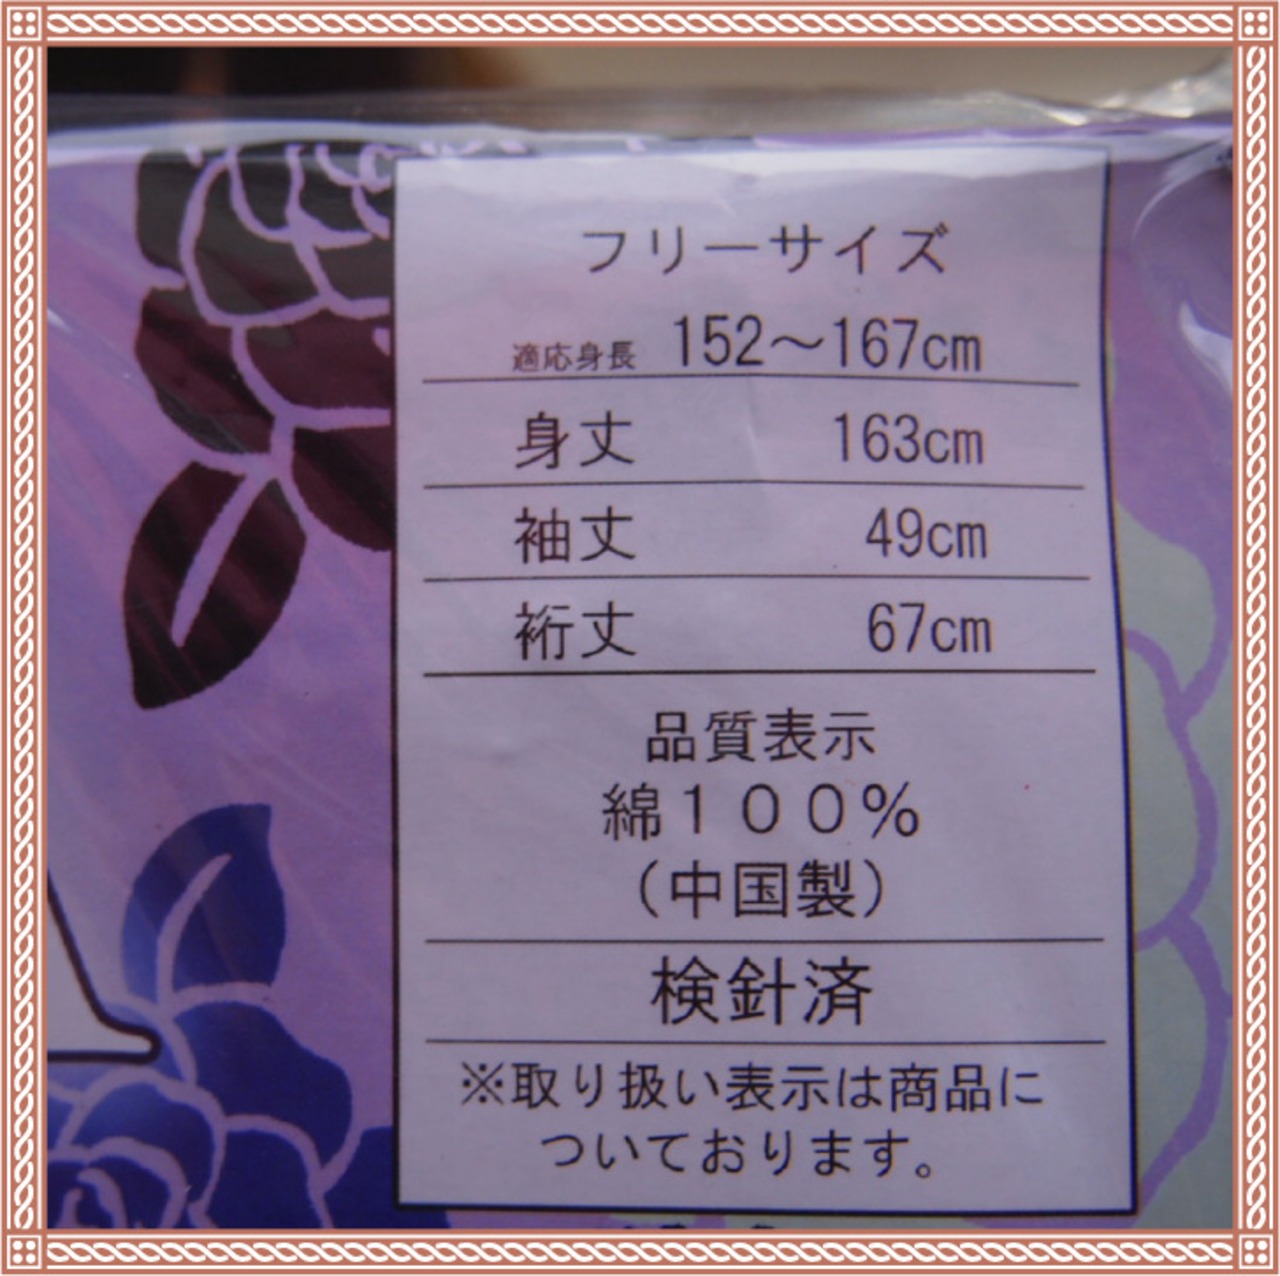 フリーサイズ
適応身長 152～167cm
身丈 163cm
袖丈 49cm
裄丈 67cm
品質表示
綿１００％
（中国製）
検針済
※取り扱い表示は商品に
ついております。